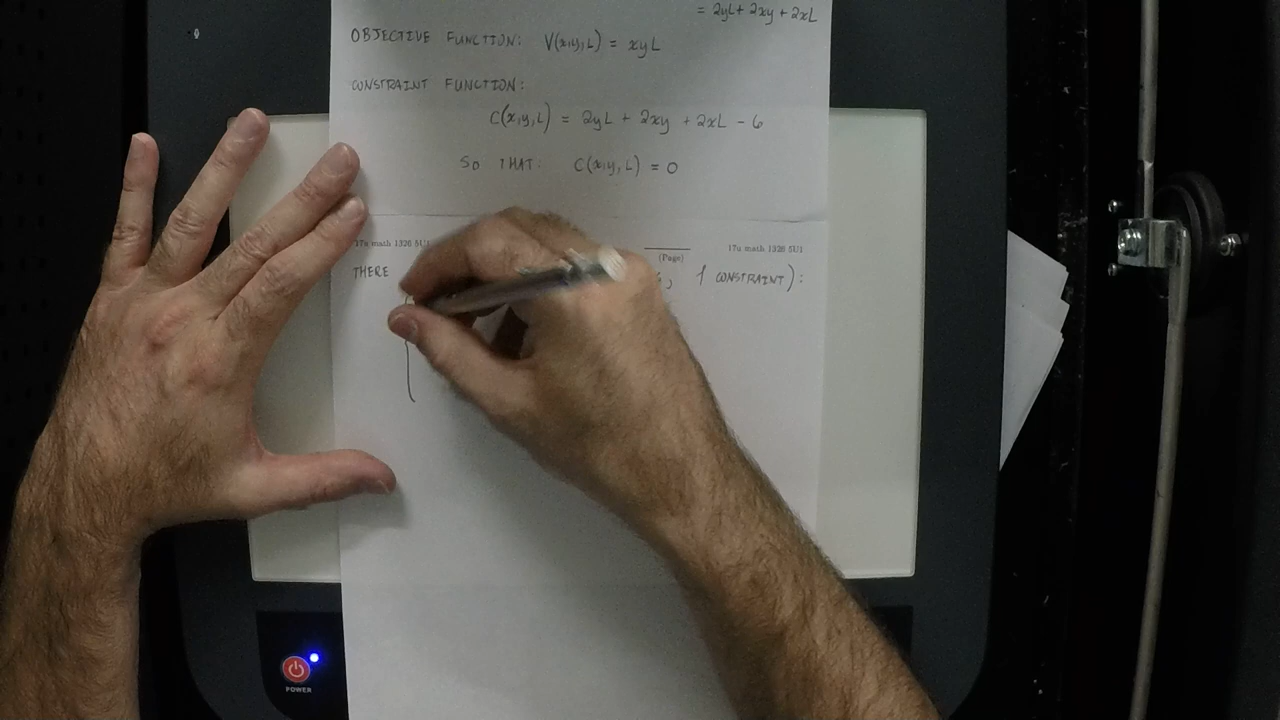 = 2yL + 2xy + 2xL
OBJECTIVE FUNCTION: V(x,y,L) = xyL
CONSTRAINT FUNCTION:
C(x,y,L) = 2yL + 2xy + 2xL - 6
SO THAT: C(x,y,L) = 0
17u math 1326 5U1
(Page)
17u math 1326 5U1
THERE , 1 CONSTRAINT):
POWER